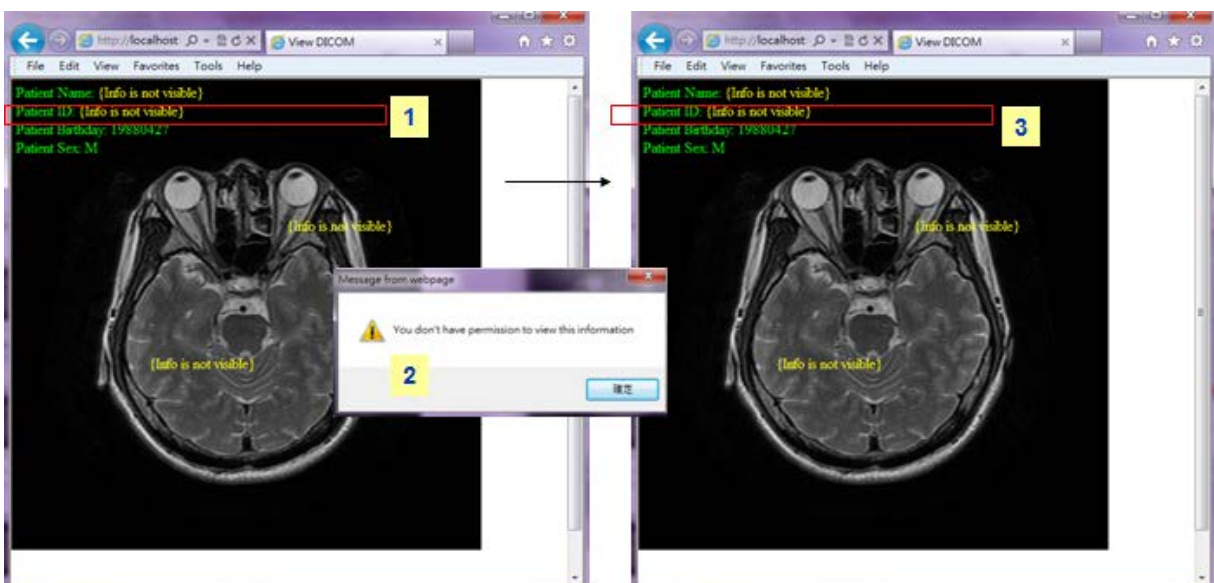 http://localhost
View DICOM
File Edit View Favorites Tools Help
Patient Name: {Info is not visible}
Patient ID: {Info is not visible}
1
Patient Birthday: 19880427
Patient Sex: M
{Info is not visible}
{Info is not visible}
Message from webpage
You don't have permission to view this information
2
確定
http://localhost
View DICOM
File Edit View Favorites Tools Help
Patient Name: {Info is not visible}
Patient ID: {Info is not visible}
3
Patient Birthday: 19880427
Patient Sex: M
{Info is not visible}
{Info is not visible}